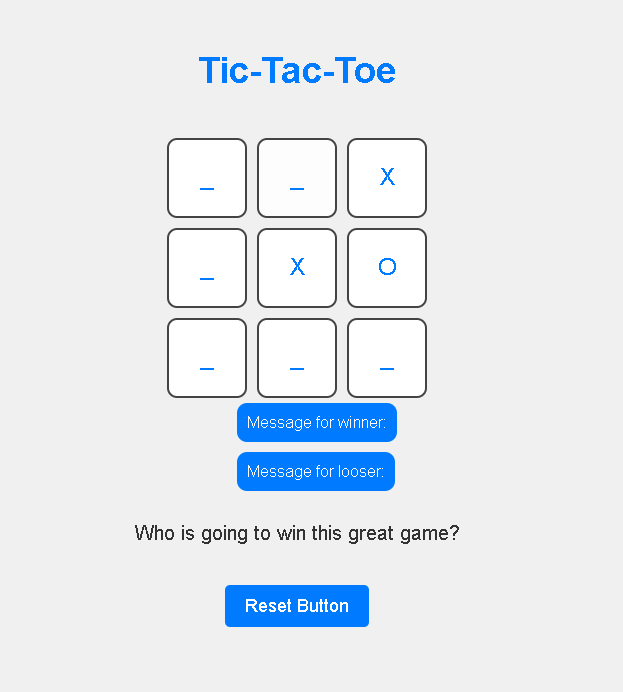 Tic-Tac-Toe
_ _ X
_ X O
_ _ _
Message for winner:
Message for looser:
Who is going to win this great game?
Reset Button